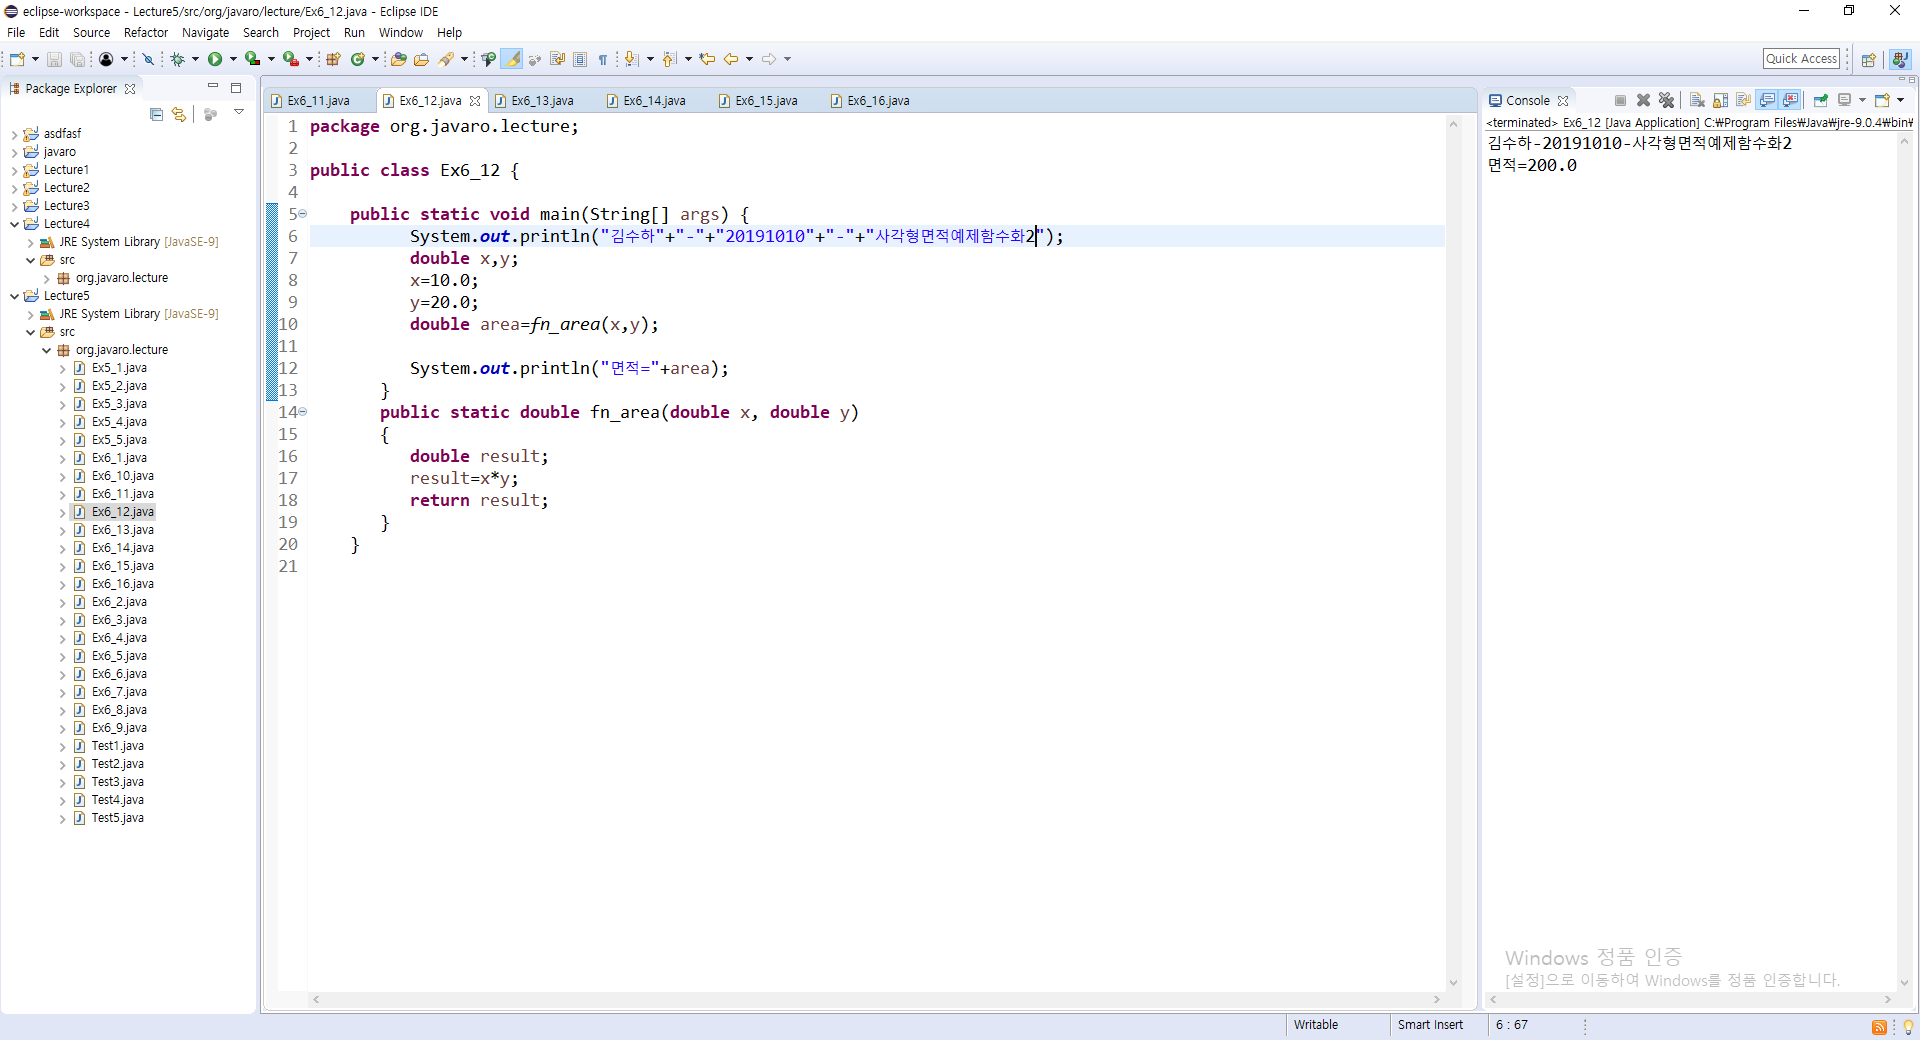 eclipse-workspace - Lecture5/src/org/javaro/lecture/Ex6_12.java - Eclipse IDE
File Edit Source Refactor Navigate Search Project Run Window Help
Quick Access
Package Explorer
asdfasf
javaro
Lecture1
Lecture2
Lecture3
Lecture4
JRE System Library [JavaSE-9]
src
org.javaro.lecture
Lecture5
JRE System Library [JavaSE-9]
src
org.javaro.lecture
Ex5_1.java
Ex5_2.java
Ex5_3.java
Ex5_4.java
Ex5_5.java
Ex6_1.java
Ex6_10.java
Ex6_11.java
Ex6_12.java
Ex6_13.java
Ex6_14.java
Ex6_15.java
Ex6_16.java
Ex6_2.java
Ex6_3.java
Ex6_4.java
Ex6_5.java
Ex6_6.java
Ex6_7.java
Ex6_8.java
Ex6_9.java
Test1.java
Test2.java
Test3.java
Test4.java
Test5.java
Ex6_11.java Ex6_12.java Ex6_13.java Ex6_14.java Ex6_15.java Ex6_16.java
1 package org.javaro.lecture;
2
3 public class Ex6_12 {
4
5 public static void main(String[] args) {
6 System.out.println("김수하"+"-"+"20191010"+"-"+"사각형면적예제함수화2");
7 double x,y;
8 x=10.0;
9 y=20.0;
10 double area=fn_area(x,y);
11
12 System.out.println("면적="+area);
13 }
14 public static double fn_area(double x, double y)
15 {
16 double result;
17 result=x*y;
18 return result;
19 }
20 }
21
Console
<terminated> Ex6_12 [Java Application] C:₩Program Files₩Java₩jre-9.0.4₩bin₩
김수하-20191010-사각형면적예제함수화2
면적=200.0
Windows 정품 인증
[설정]으로 이동하여 Windows를 정품 인증합니다.
Writable Smart Insert 6 : 67